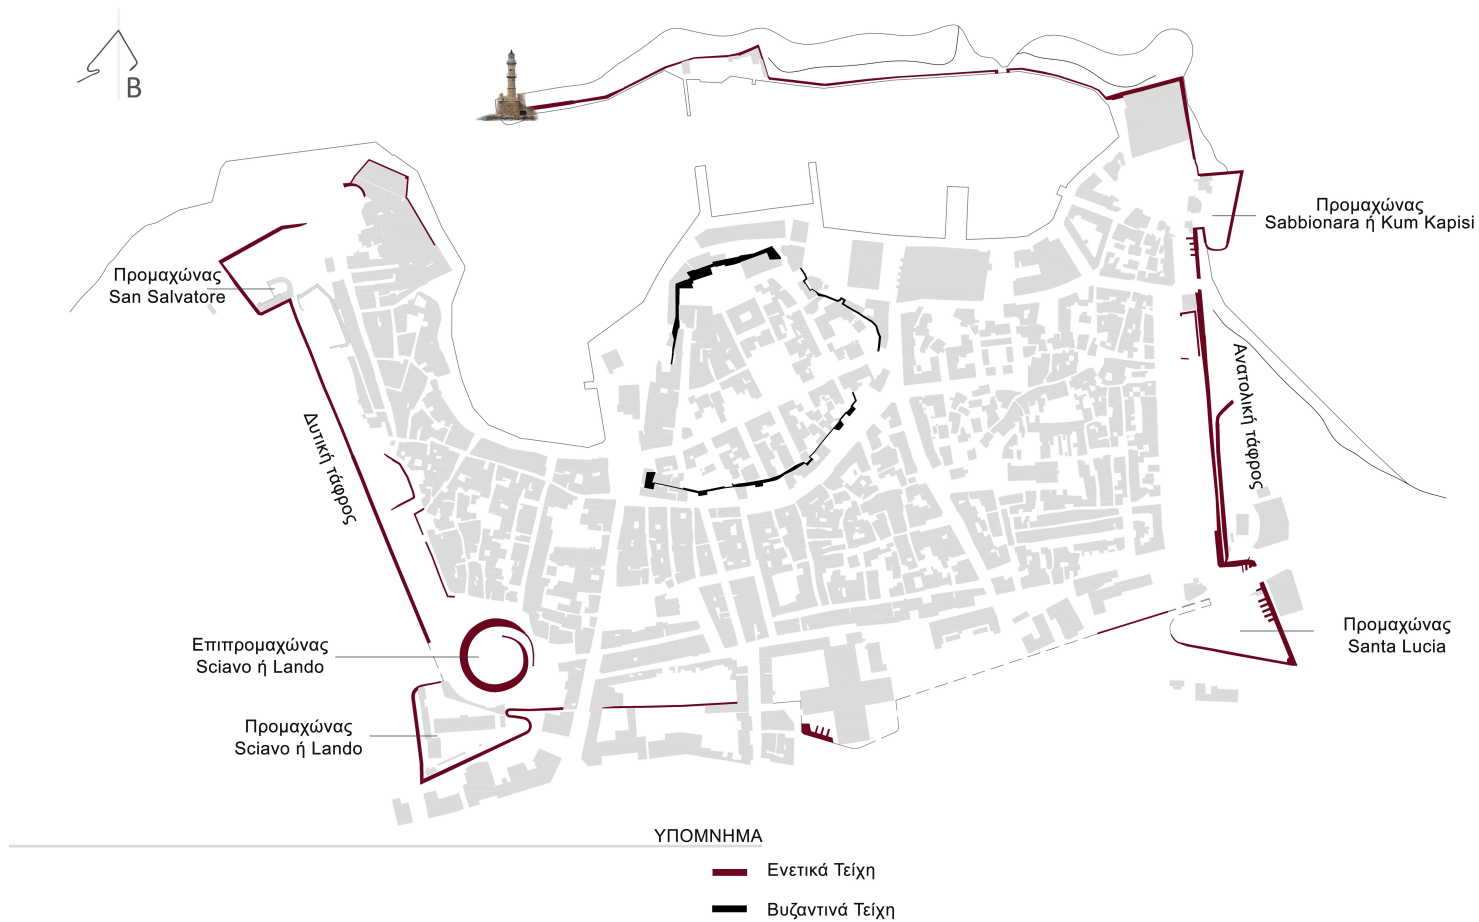 Β
Προμαχώνας
Sabbionara ή Kum Kapisi
Προμαχώνας
San Salvatore
Δυτική τάφρος
Ανατολική τάφρος
Επιπρομαχώνας
Sciavo ή Lando
Προμαχώνας
Santa Lucia
Προμαχώνας
Sciavo ή Lando
ΥΠΟΜΝΗΜΑ
Ενετικά Τείχη
Βυζαντινά Τείχη